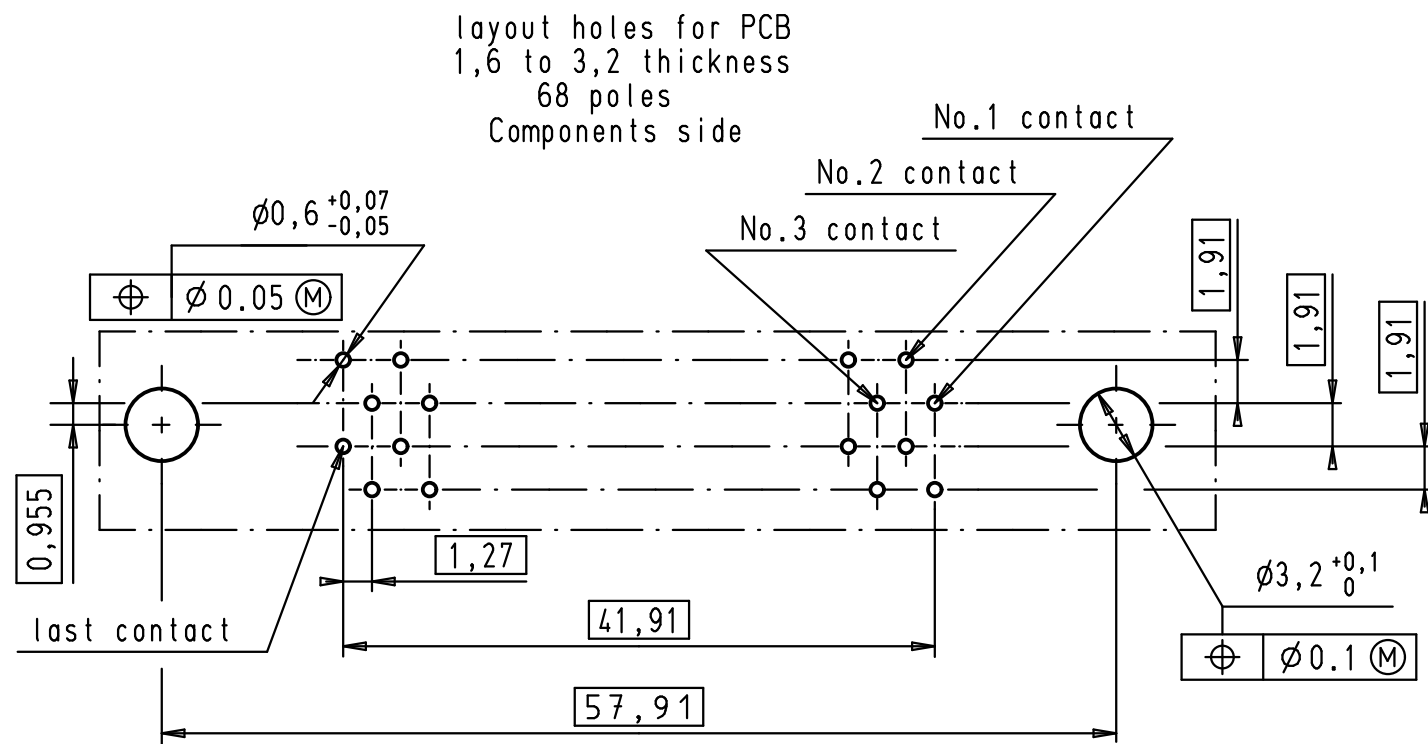 layout holes for PCB
1,6 to 3,2 thickness
68 poles
Components side
No.1 contact
No.2 contact
No.3 contact
Ø0,6 +0,07
-0,05
⌖ Ø 0.05 Ⓜ
1,91
1,91
1,91
0,955
1,27
last contact
41,91
57,91
Ø3,2 +0,1
0
⌖ Ø 0.1 Ⓜ